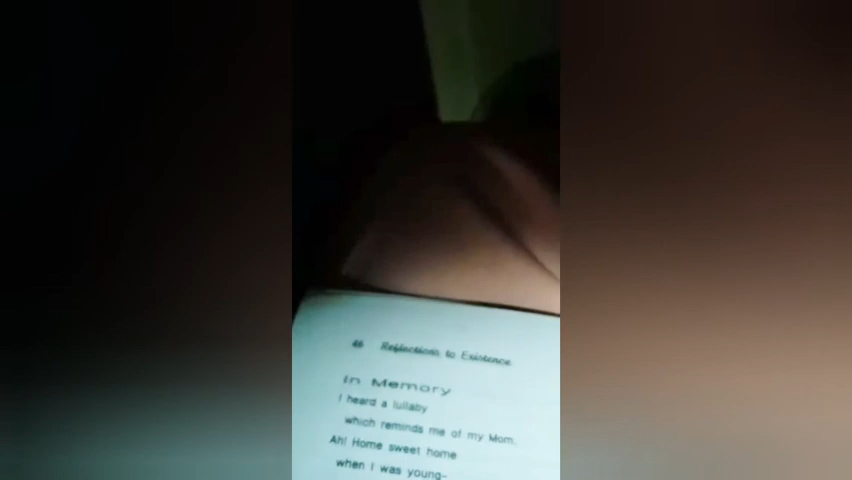 46 Reflections to Existence
In Memory
I heard a lullaby
which reminds me of my Mom.
Ah! Home sweet home
when I was young-